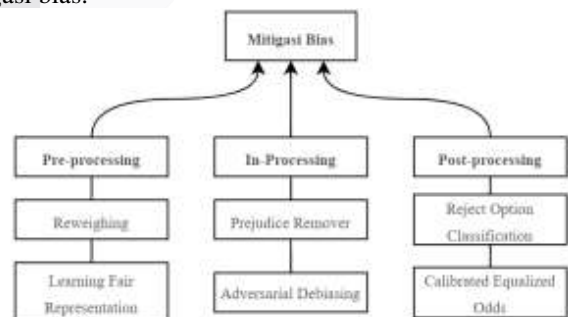 gasi bias.
Mitigasi Bias
Pre-processing
In-Processing
Post-processing
Reweighing
Prejudice Remover
Reject Option
Classification
Learning Fair
Representation
Adversarial Debiasing
Calibrated Equalized
Odds